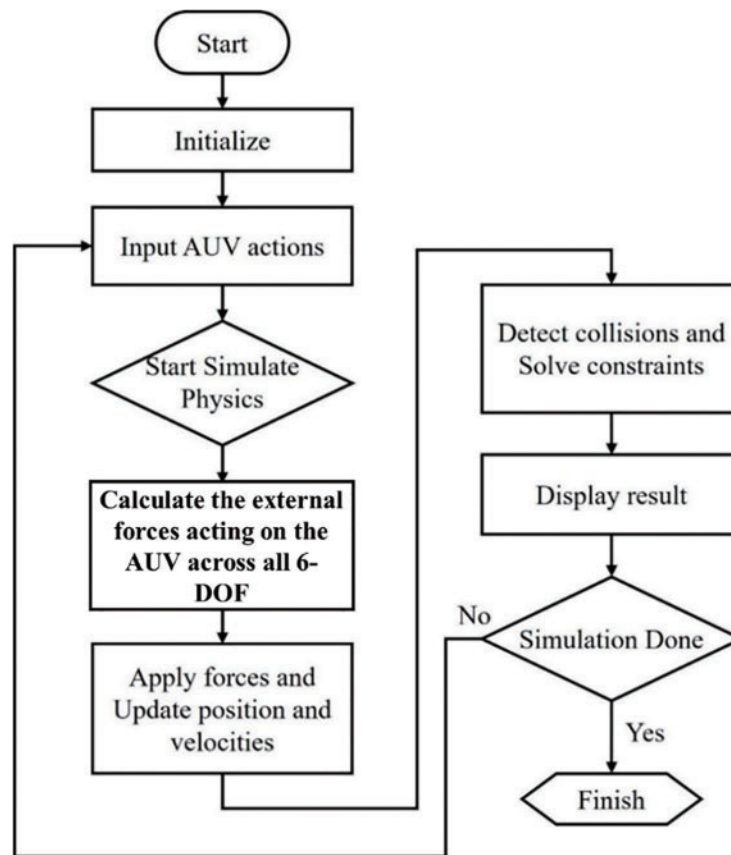 Start
Initialize
Input AUV actions
Start Simulate
Physics
Calculate the external
forces acting on the
AUV across all 6-
DOF
Apply forces and
Update position and
velocities
Detect collisions and
Solve constraints
Display result
No
Simulation Done
Yes
Finish